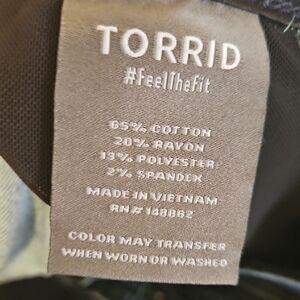 TORRID
#FeelTheFit
65% COTTON
20% RAYON
13% POLYESTER
2% SPANDEX
MADE IN VIETNAM
RN# 148882
COLOR MAY TRANSFER
WHEN WORN OR WASHED